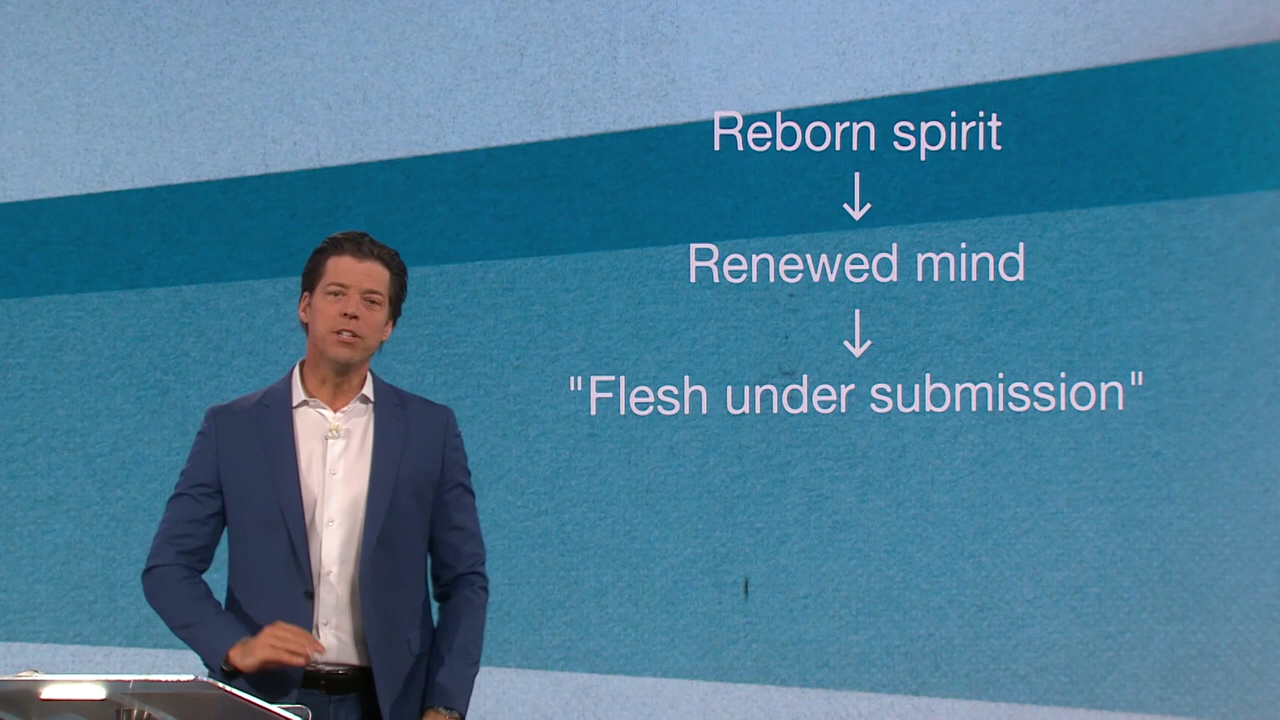 Reborn spirit
↓
Renewed mind
↓
"Flesh under submission"